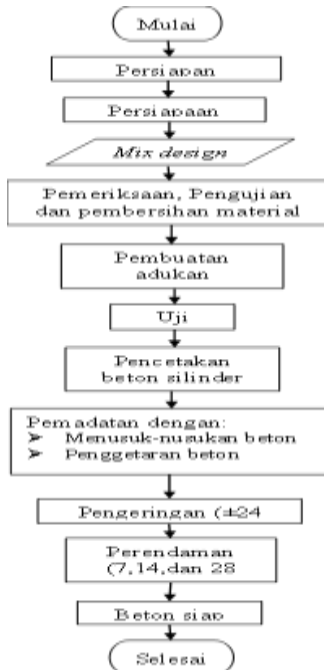 Mulai
Persiapan
Persiapaan
Mix design
Pemeriksaan, Pengujian
dan pembersihan material
Pembuatan
adukan
Uji
Pencetakan
beton silinder
Pemadatan dengan:
➤ Menusuk-nusukan beton
➤ Penggetaran beton
Pengeringan (±24
Perendaman
(7,14,dan 28
Beton siap
Selesai